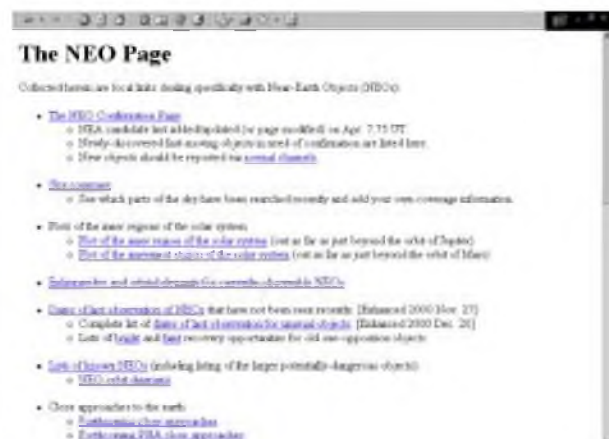 The NEO Page
Collected herein are local links dealing specifically with Near-Earth Objects (NEOs).
The NEO Confirmation Page
NEA candidate last added/updated (or page modified) on Apr. 7.75 UT.
Newly-discovered fast-moving objects in need of confirmation are listed here.
New objects should be reported via normal channels.
Sky coverage
See which parts of the sky have been searched recently and add your own coverage information.
Plots of the inner regions of the solar system
Plot of the inner region of the solar system (out as far as just beyond the orbit of Jupiter)
Plot of the innermost region of the solar system (out as far as just beyond the orbit of Mars)
Ephemerides and orbital elements for currently-observable NEOs
Dates of last observation of NEOs that have not been seen recently. [Enhanced 2000 Nov. 27]
Complete list of dates of last observation for unusual objects. [Enhanced 2000 Dec. 20]
Lists of bright and faint recovery opportunities for old one-opposition objects
Lists of known NEOs (including listing of the larger potentially-dangerous objects)
NEO orbit diagrams
Close approaches to the earth
Forthcoming close approaches
Forthcoming PHA close approaches